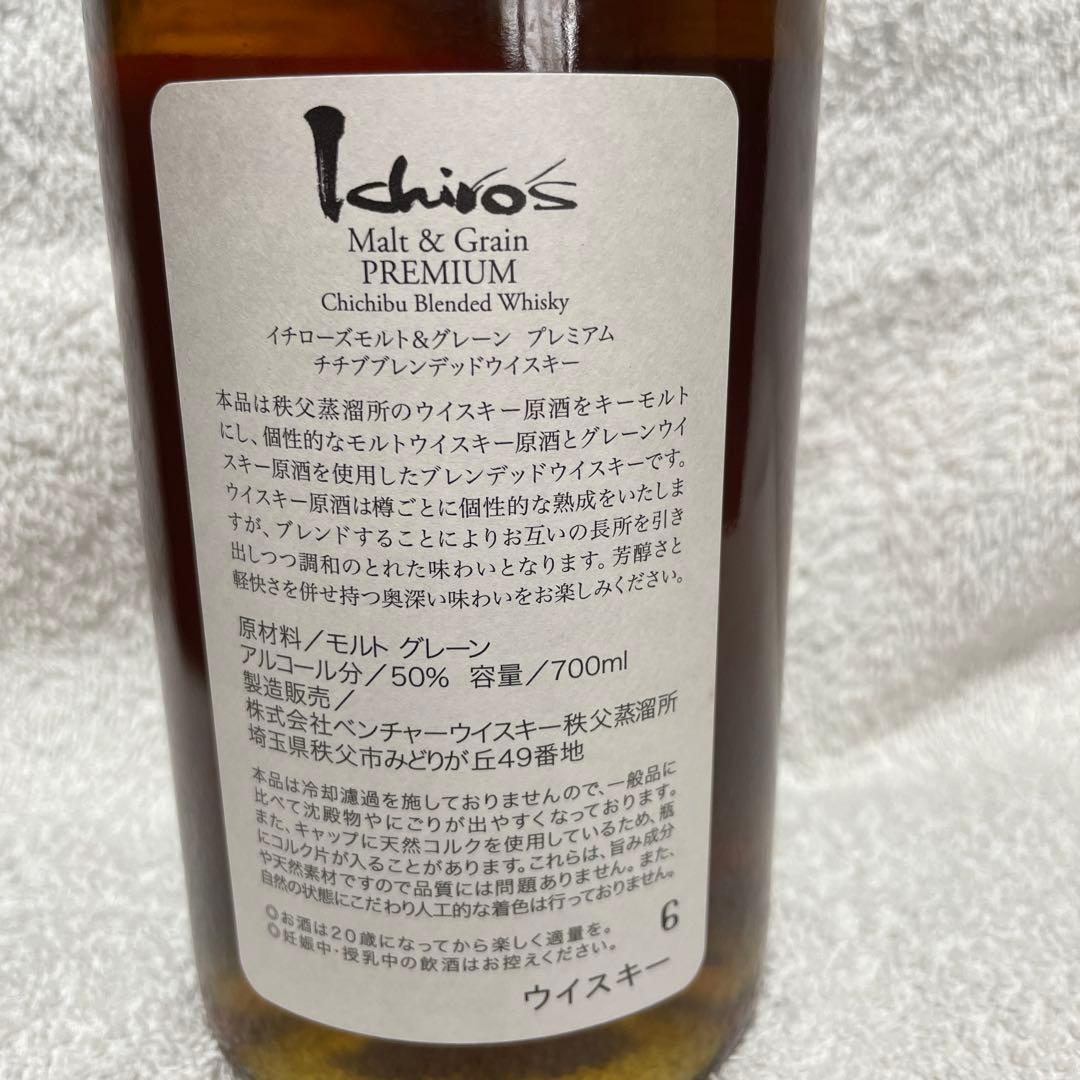 Ichiro's
Malt & Grain
PREMIUM
Chichibu Blended Whisky
イチローズモルト&グレーン プレミアム
チチブブレンデッドウイスキー
本品は秩父蒸溜所のウイスキー原酒をキーモルト
にし、個性的なモルトウイスキー原酒とグレーンウイ
スキー原酒を使用したブレンデッドウイスキーです。
ウイスキー原酒は樽ごとに個性的な熟成をいたしま
すが、ブレンドすることによりお互いの長所を引き
出しつつ調和のとれた味わいとなります。芳醇さと
軽快さを併せ持つ奥深い味わいをお楽しみください。
原材料/モルト グレーン
アルコール分/50% 容量/700ml
製造販売/
株式会社ベンチャーウイスキー秩父蒸溜所
埼玉県秩父市みどりが丘49番地
本品は冷却濾過を施しておりませんので、一般品に
比べて沈殿物やにごりが出やすくなっております。
また、キャップに天然コルクを使用しているため、瓶
にコルク片が入ることがあります。これらは、旨み成分
や天然素材ですので品質には問題ありません。また、
自然の状態にこだわり人工的な着色は行っておりません。
◎お酒は20歳になってから楽しく適量を。
◎妊娠中・授乳中の飲酒はお控えください。
6
ウイスキー